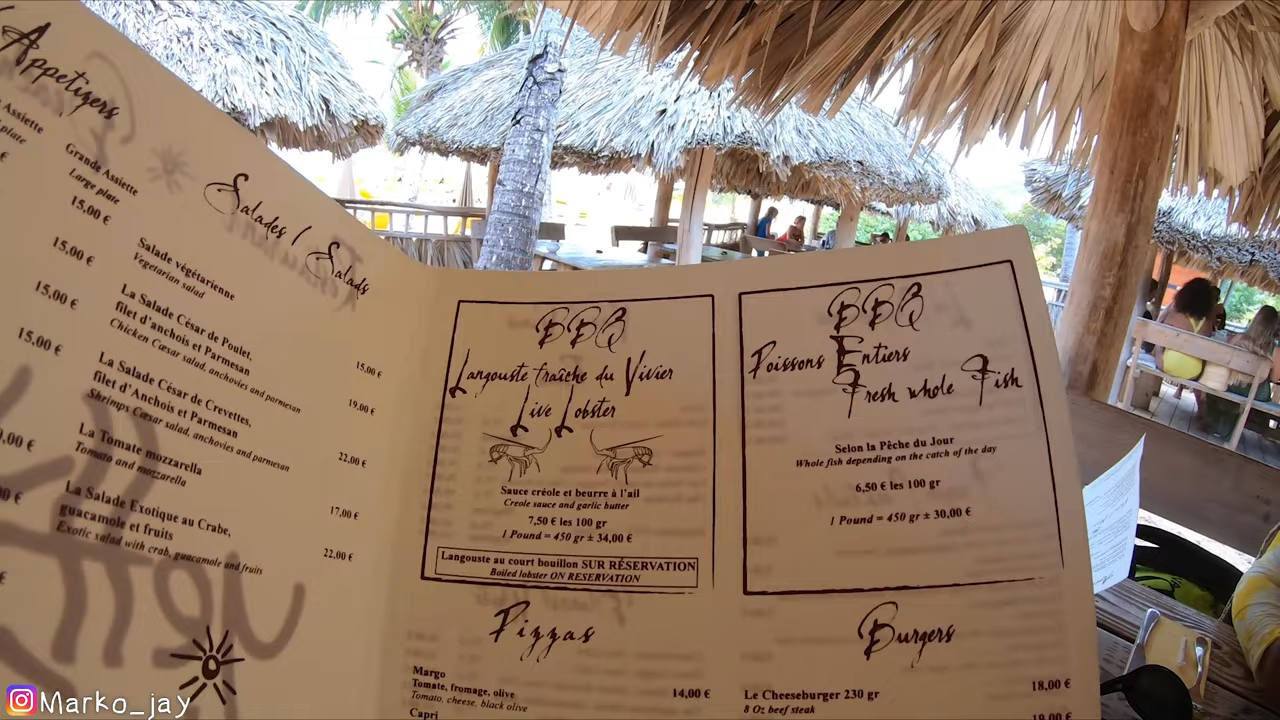 Appetizers
Assiette
plate
Grande Assiette
Large plate
15,00 €
15,00 €
15,00 €
15,00 €
Salades / Salads
Salade végétarienne
Vegetarian salad
15,00 €
La Salade César de Poulet,
filet d'anchois et Parmesan
Chicken Cæsar salad, anchovies and parmesan
19,00 €
La Salade César de Crevettes,
filet d'Anchois et Parmesan
Shrimps Cæsar salad, anchovies and parmesan
22,00 €
La Tomate mozzarella
Tomato and mozzarella
17,00 €
La Salade Exotique au Crabe,
guacamole et fruits
Exotic salad with crab, guacamole and fruits
22,00 €
BBQ
Langouste fraîche du Vivier
Live Lobster
Sauce créole et beurre à l'ail
Creole sauce and garlic butter
7,50 € les 100 gr
1 Pound = 450 gr ± 34,00 €
Langouste au court bouillon SUR RÉSERVATION
Boiled lobster ON RESERVATION
Pizzas
Margo
Tomate, fromage, olive
Tomato, cheese, black olive
14,00 €
Capri
BBQ
Poissons Entiers
Fresh whole Fish
Selon la Pêche du Jour
Whole fish depending on the catch of the day
6,50 € les 100 gr
1 Pound = 450 gr ± 30,00 €
Burgers
Le Cheeseburger 230 gr
8 Oz beef steak
18,00 €
19,00 €
Marko_jay